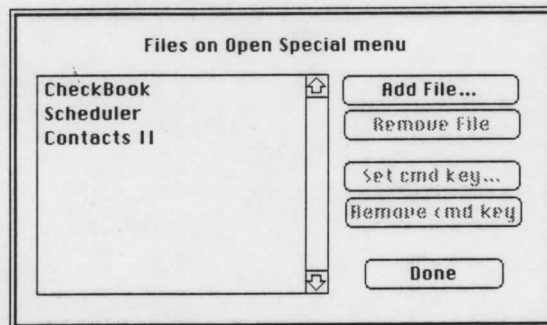 Files on Open Special menu
CheckBook
Scheduler
Contacts II
Add File...
Remove File
Set cmd key...
Remove cmd key
Done